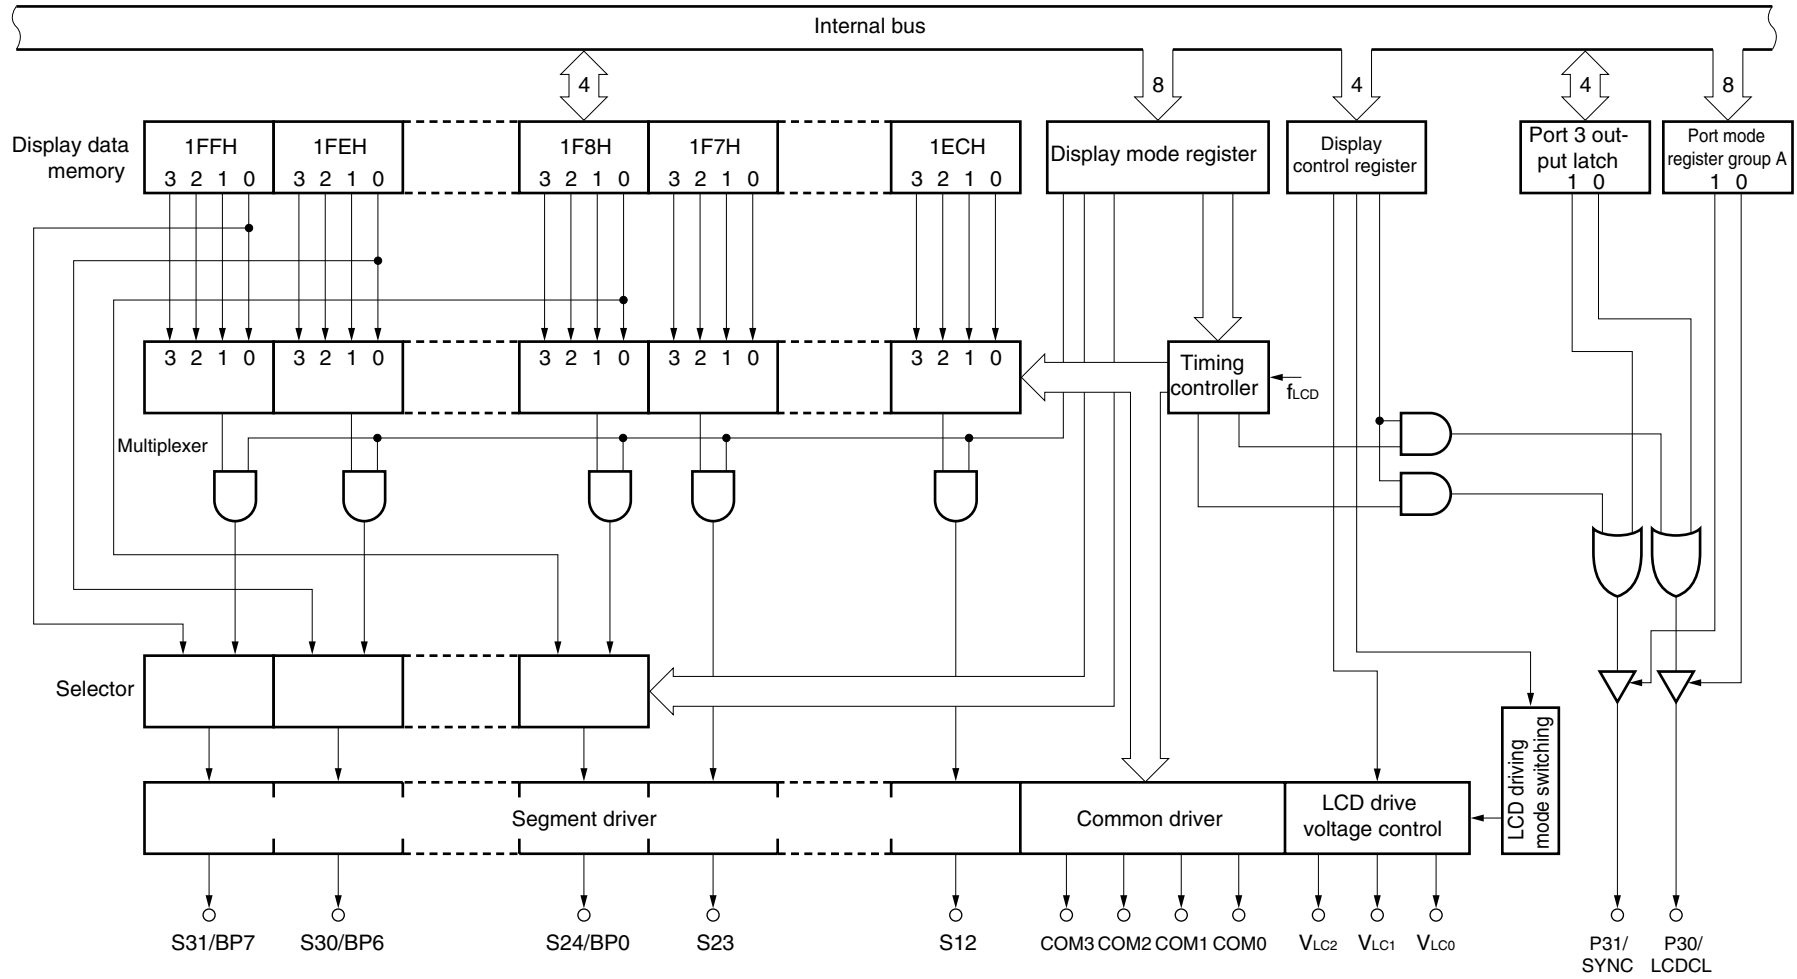 Internal bus
4
8
4
4
8
Display data
memory
1FFH
3 2 1 0
1FEH
3 2 1 0
1F8H
3 2 1 0
1F7H
3 2 1 0
1ECH
3 2 1 0
Display mode register
Display
control register
Port 3 out-
put latch
1 0
Port mode
register group A
1 0
3 2 1 0
3 2 1 0
3 2 1 0
3 2 1 0
3 2 1 0
Timing
controller
fLCD
Multiplexer
Selector
LCD driving
mode switching
Segment driver
Common driver
LCD drive
voltage control
S31/BP7
S30/BP6
S24/BP0
S23
S12
COM3
COM2
COM1
COM0
VLC2
VLC1
VLC0
P31/
SYNC
P30/
LCDCL